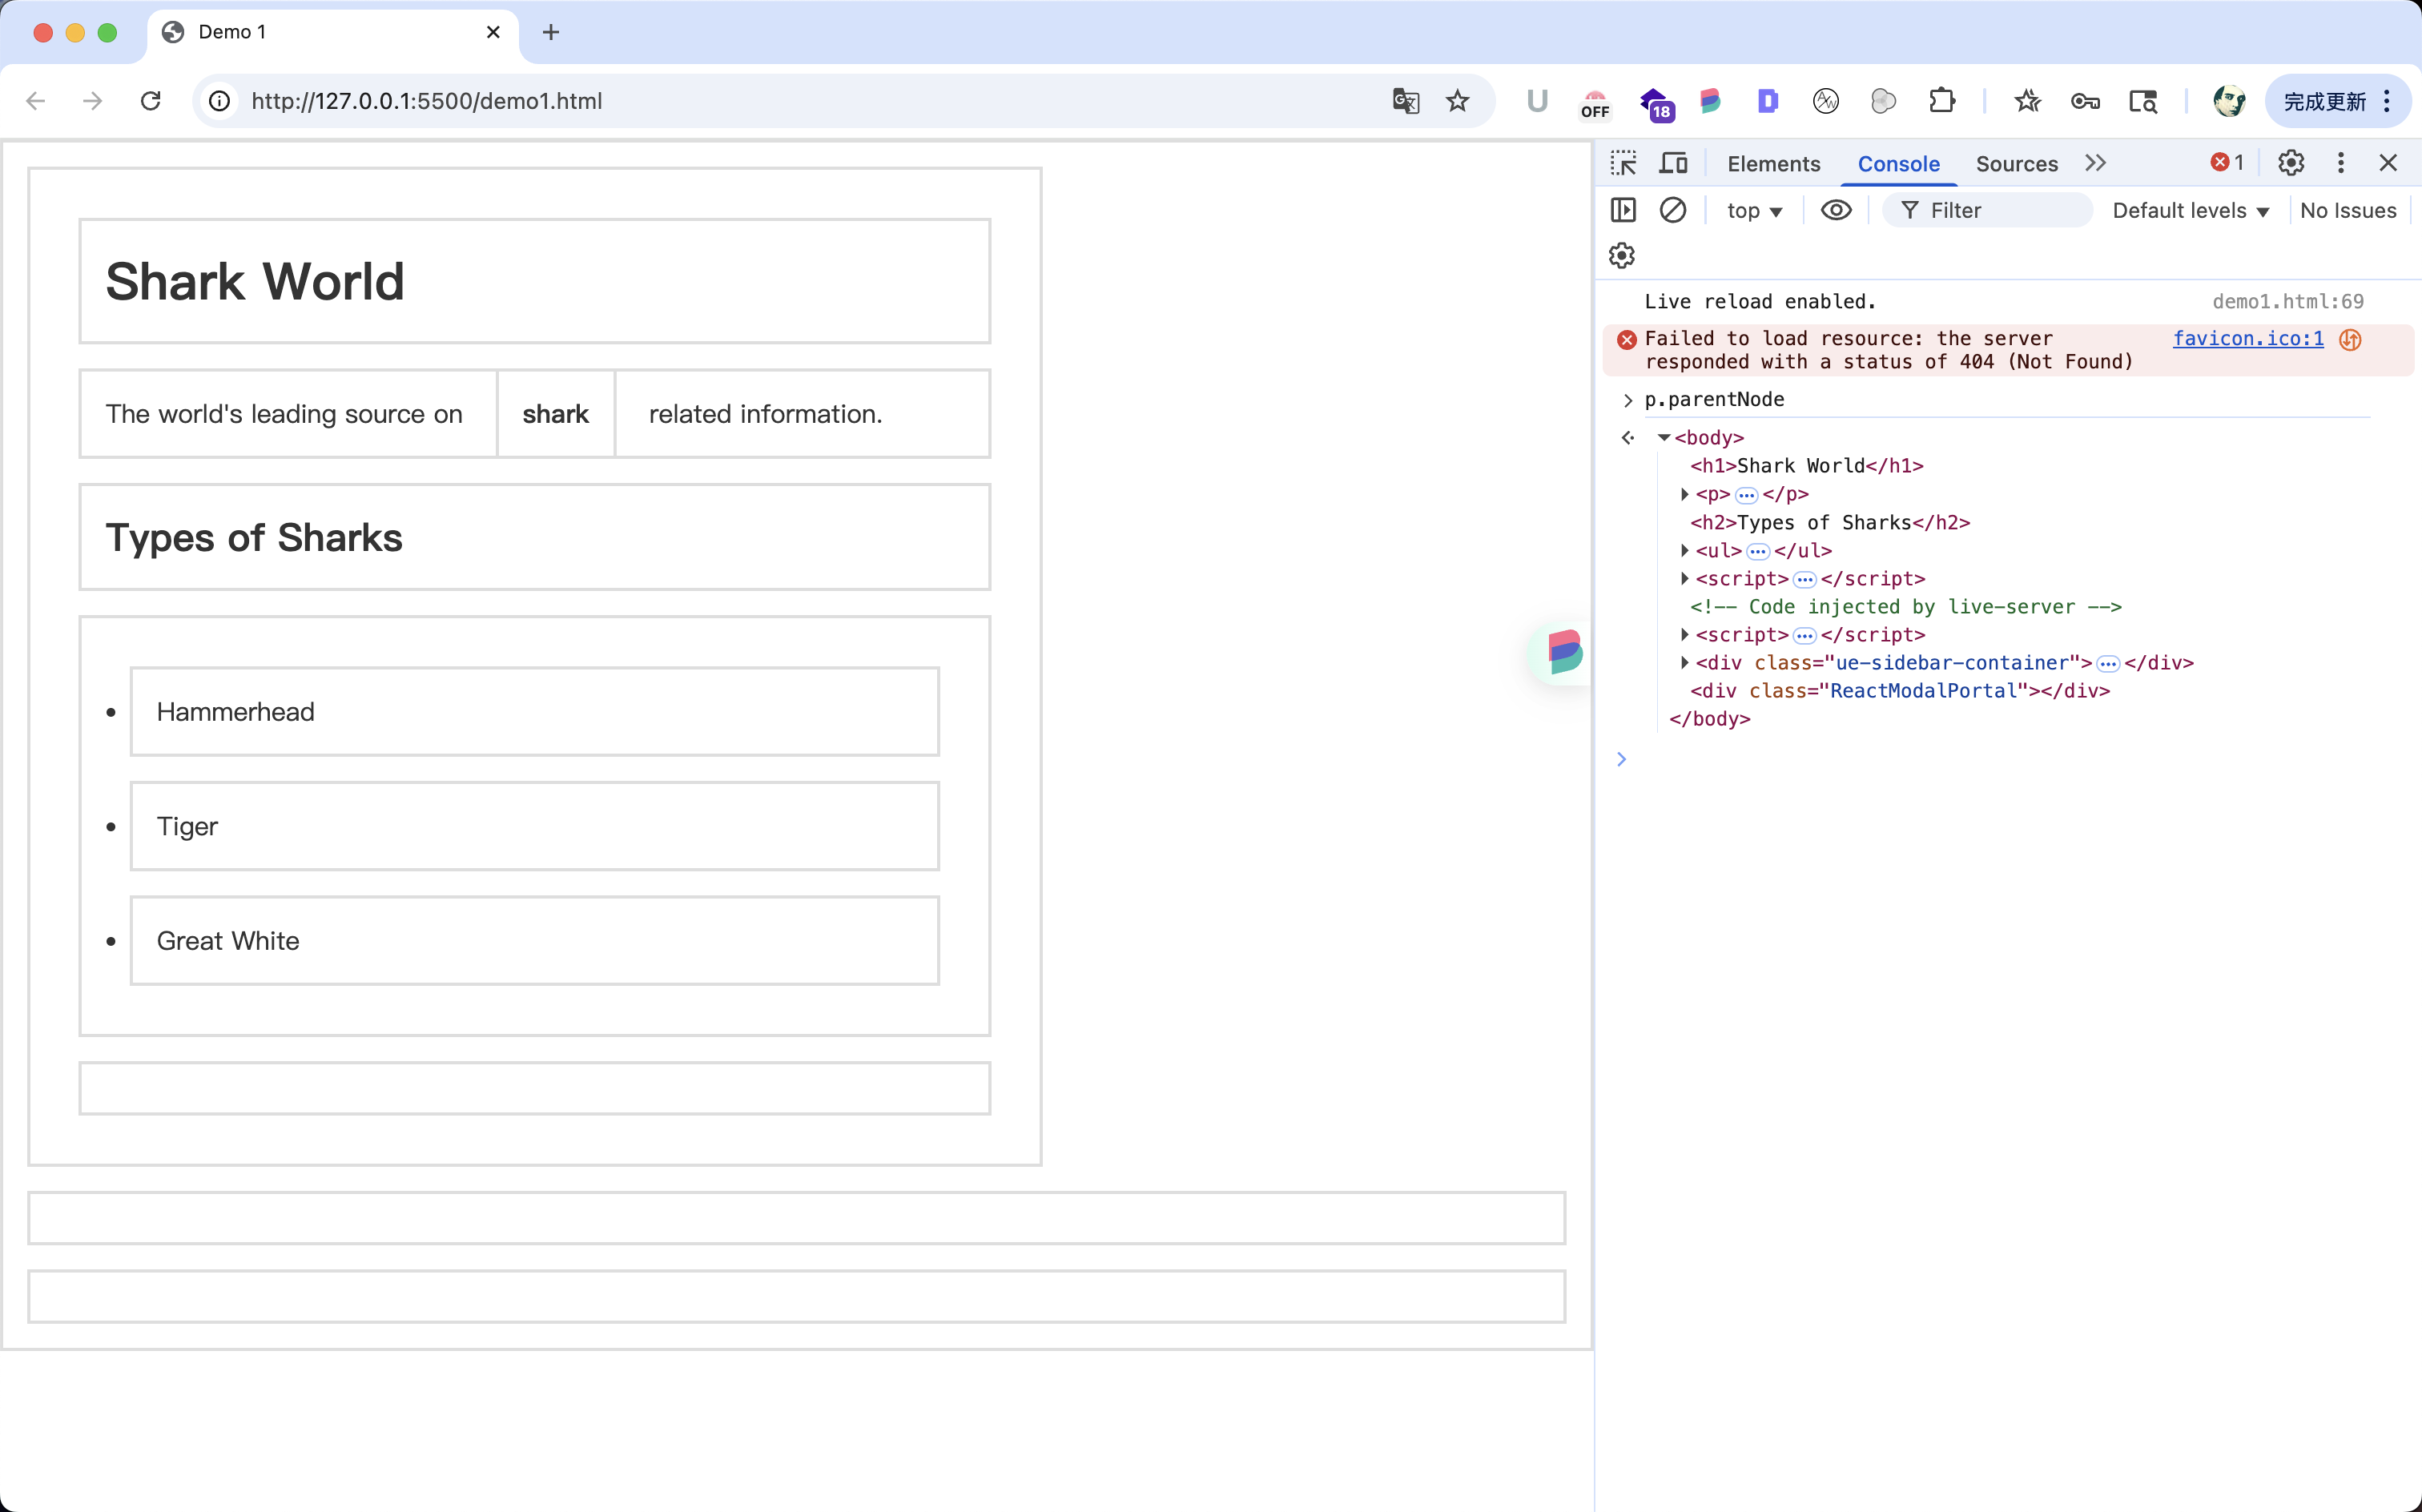 Demo 1
http://127.0.0.1:5500/demo1.html
U
OFF
18
AW
完成更新
Shark World
The world's leading source on shark related information.
Types of Sharks
Hammerhead
Tiger
Great White
Elements Console Sources 1
top Filter Default levels No Issues
Live reload enabled. demo1.html:69
Failed to load resource: the server favicon.ico:1
responded with a status of 404 (Not Found)
p.parentNode
<body>
<h1>Shark World</h1>
<p>…</p>
<h2>Types of Sharks</h2>
<ul>…</ul>
<script>…</script>
<!-- Code injected by live-server -->
<script>…</script>
<div class="ue-sidebar-container">…</div>
<div class="ReactModalPortal"></div>
</body>